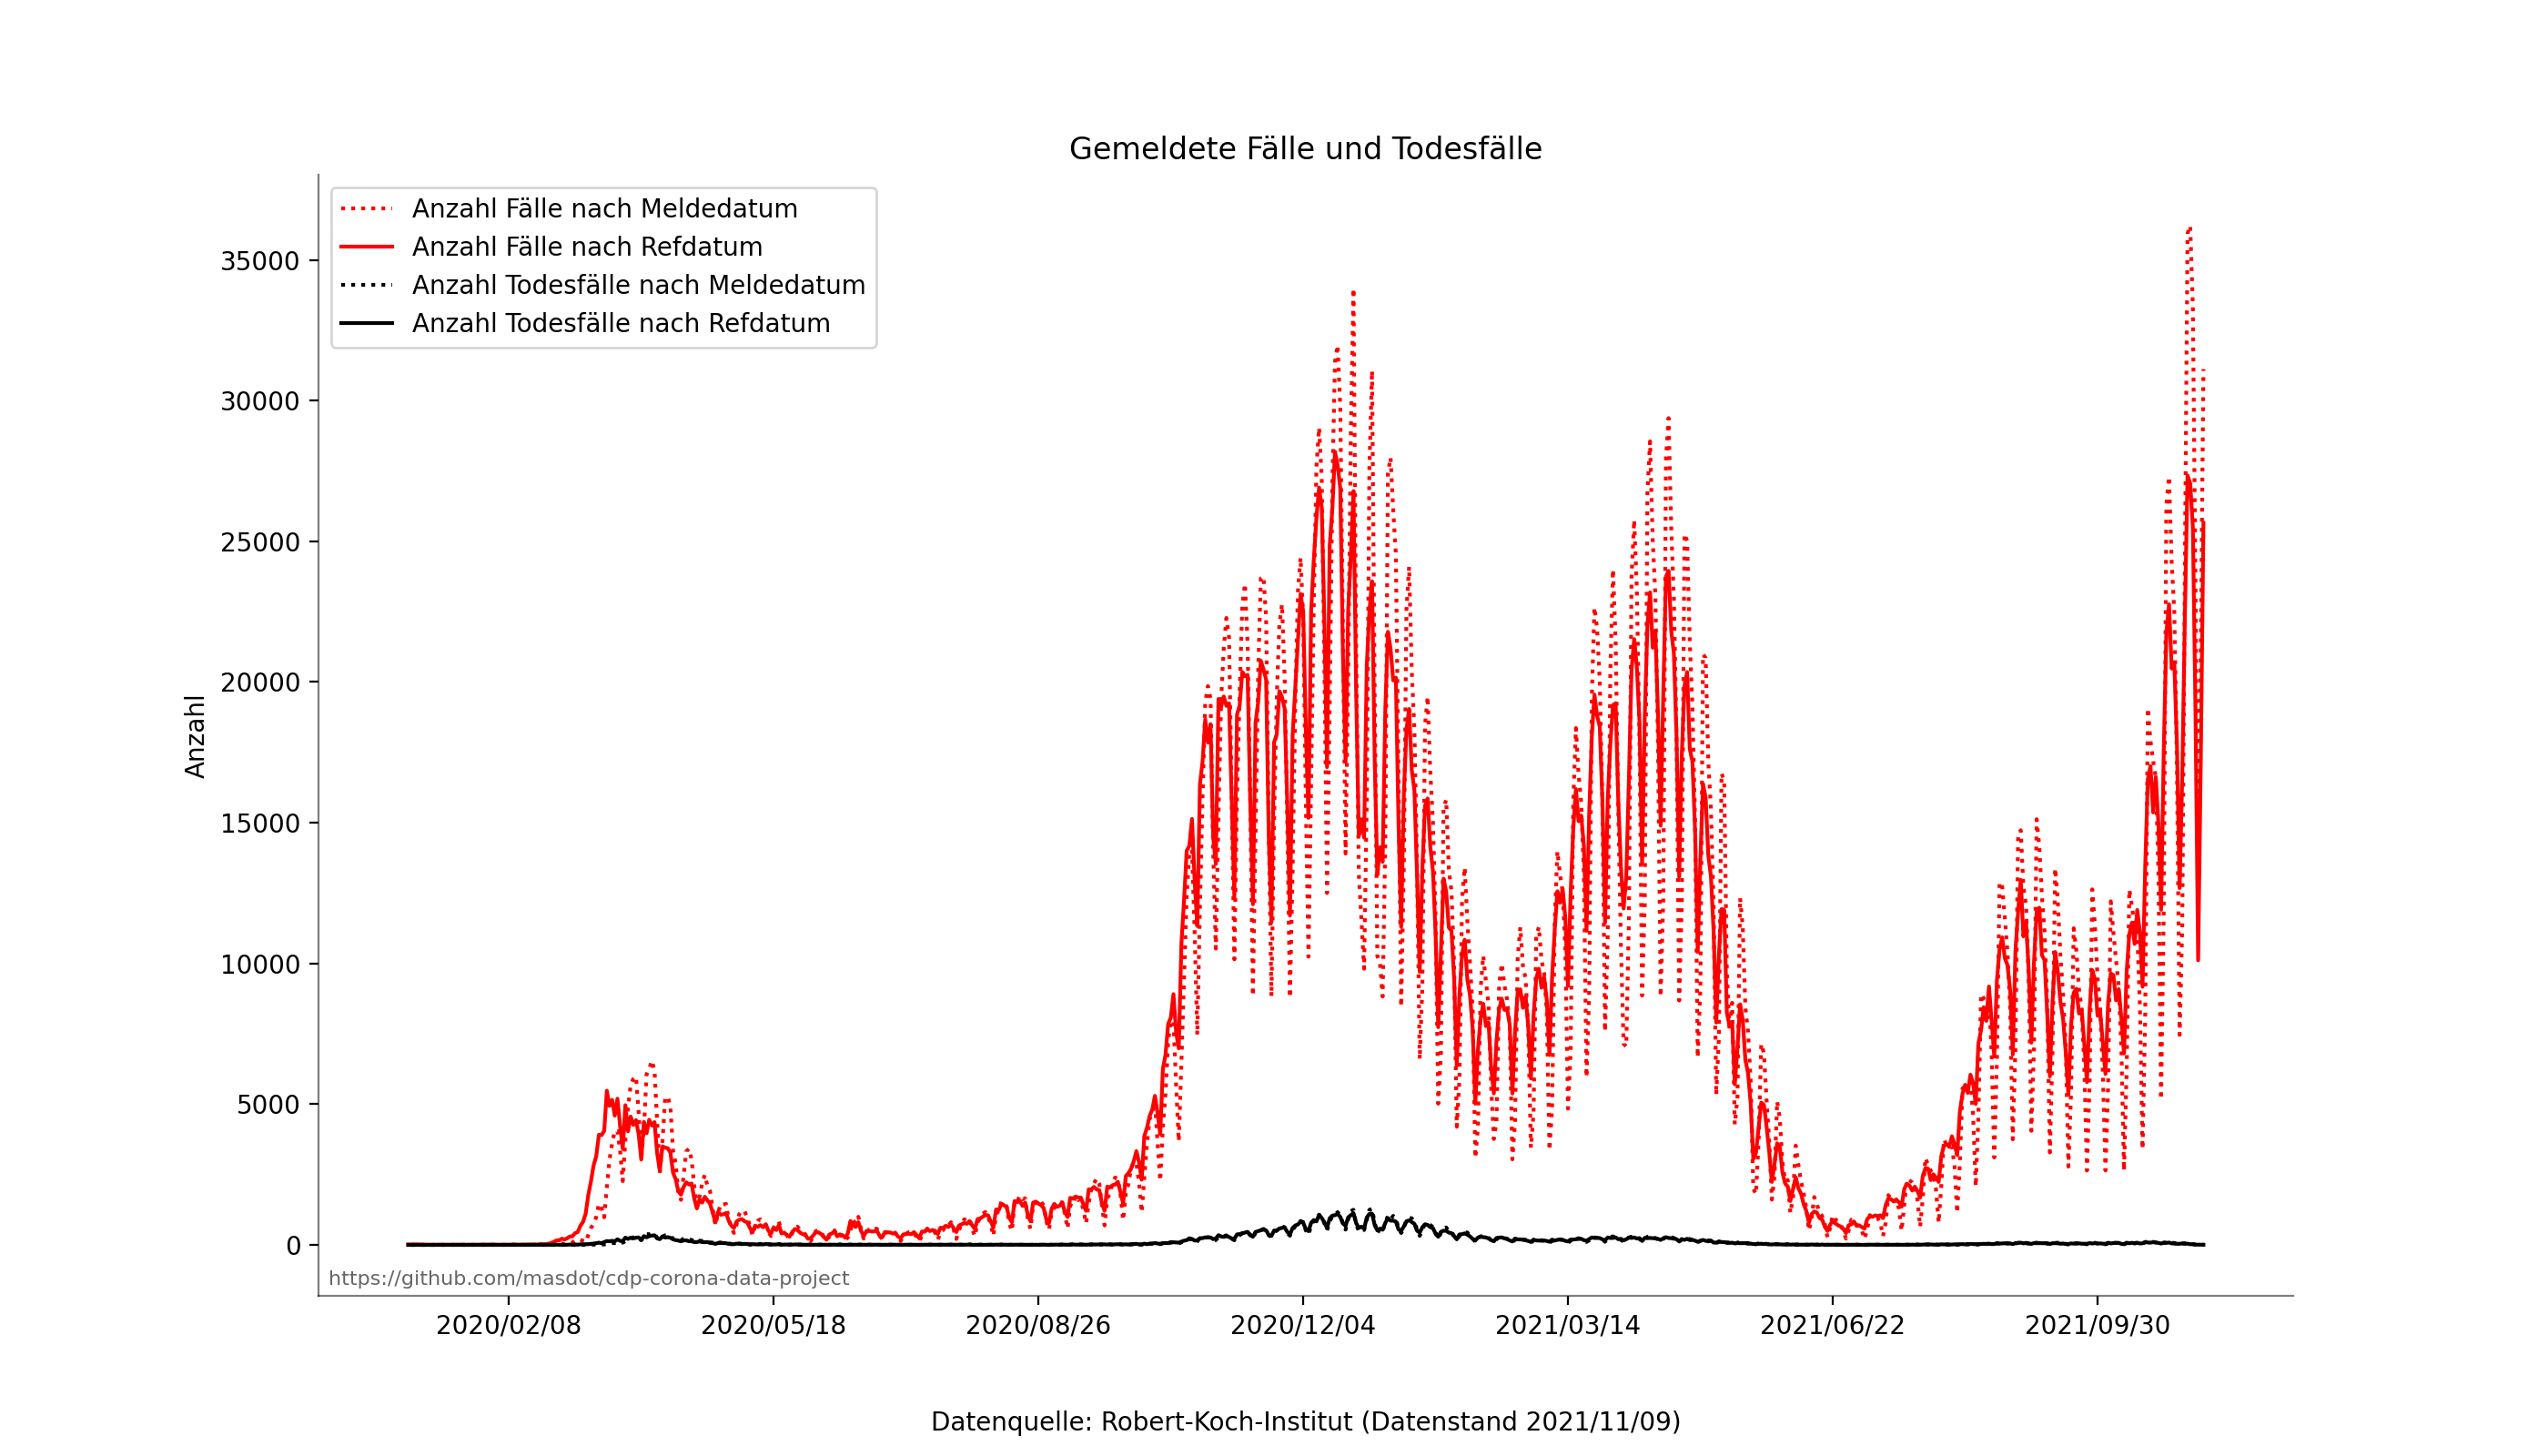 Gemeldete Fälle und Todesfälle
Anzahl Fälle nach Meldedatum
Anzahl Fälle nach Refdatum
Anzahl Todesfälle nach Meldedatum
Anzahl Todesfälle nach Refdatum
35000
30000
25000
20000
15000
10000
5000
0
Anzahl
https://github.com/masdot/cdp-corona-data-project
2020/02/08 2020/05/18 2020/08/26 2020/12/04 2021/03/14 2021/06/22 2021/09/30
Datenquelle: Robert-Koch-Institut (Datenstand 2021/11/09)